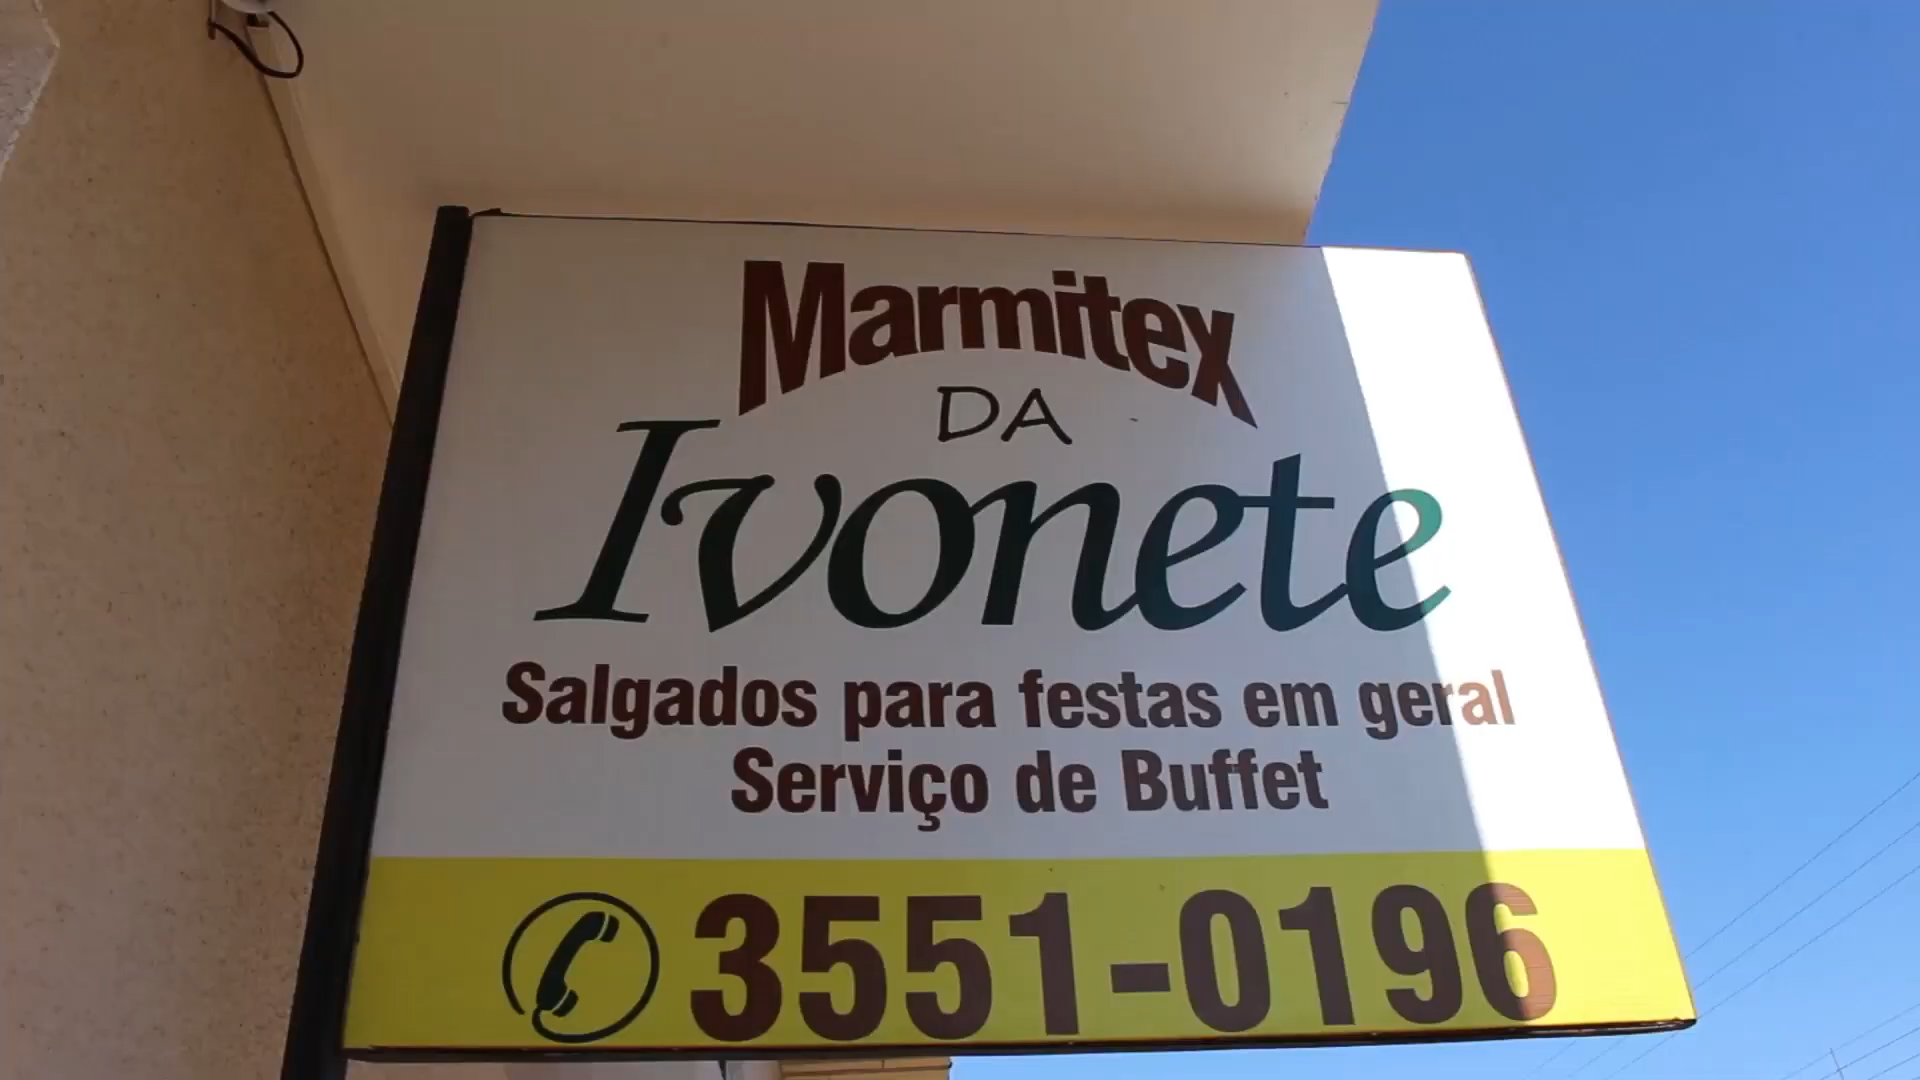 Marmitex
DA
Ivonete
Salgados para festas em geral
Serviço de Buffet
3551-0196